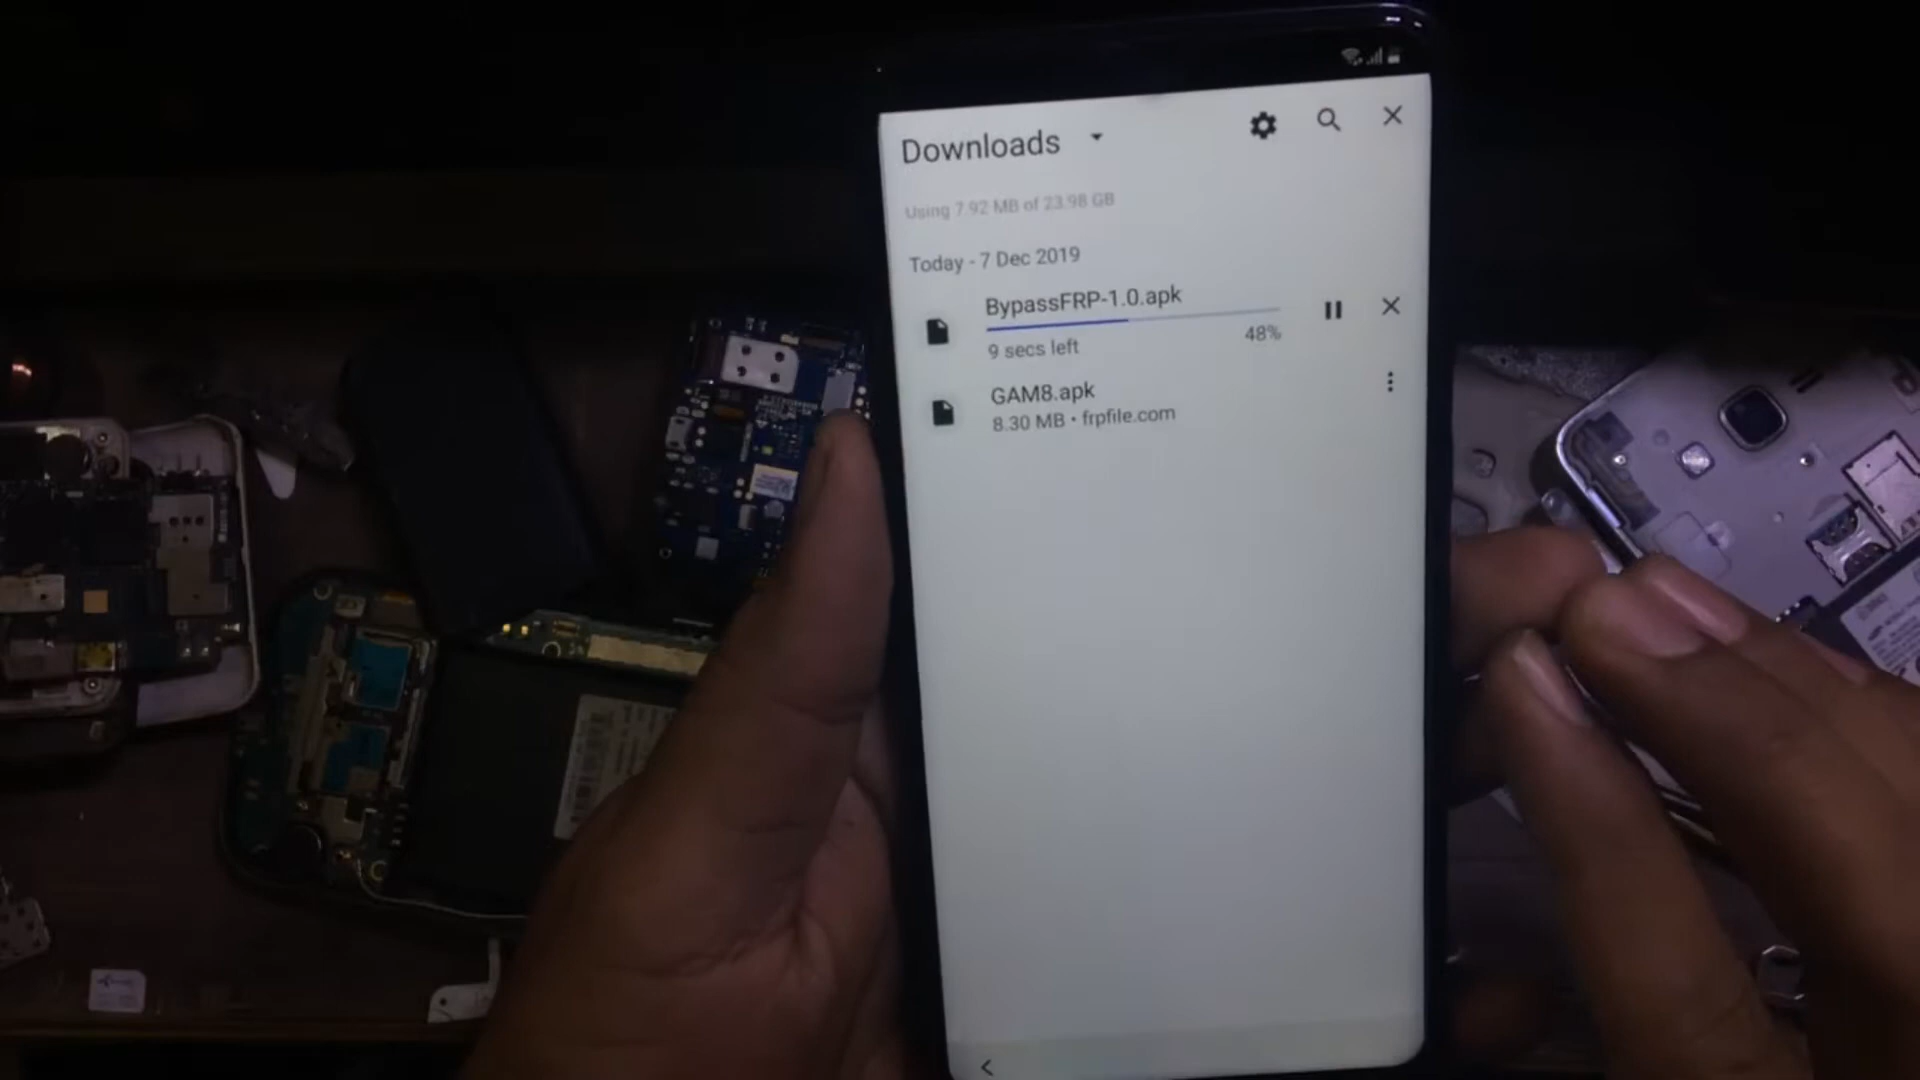 Downloads
Using 7.92 MB of 23.98 GB
Today - 7 Dec 2019
BypassFRP-1.0.apk
9 secs left
48%
GAM8.apk
8.30 MB • frpfile.com